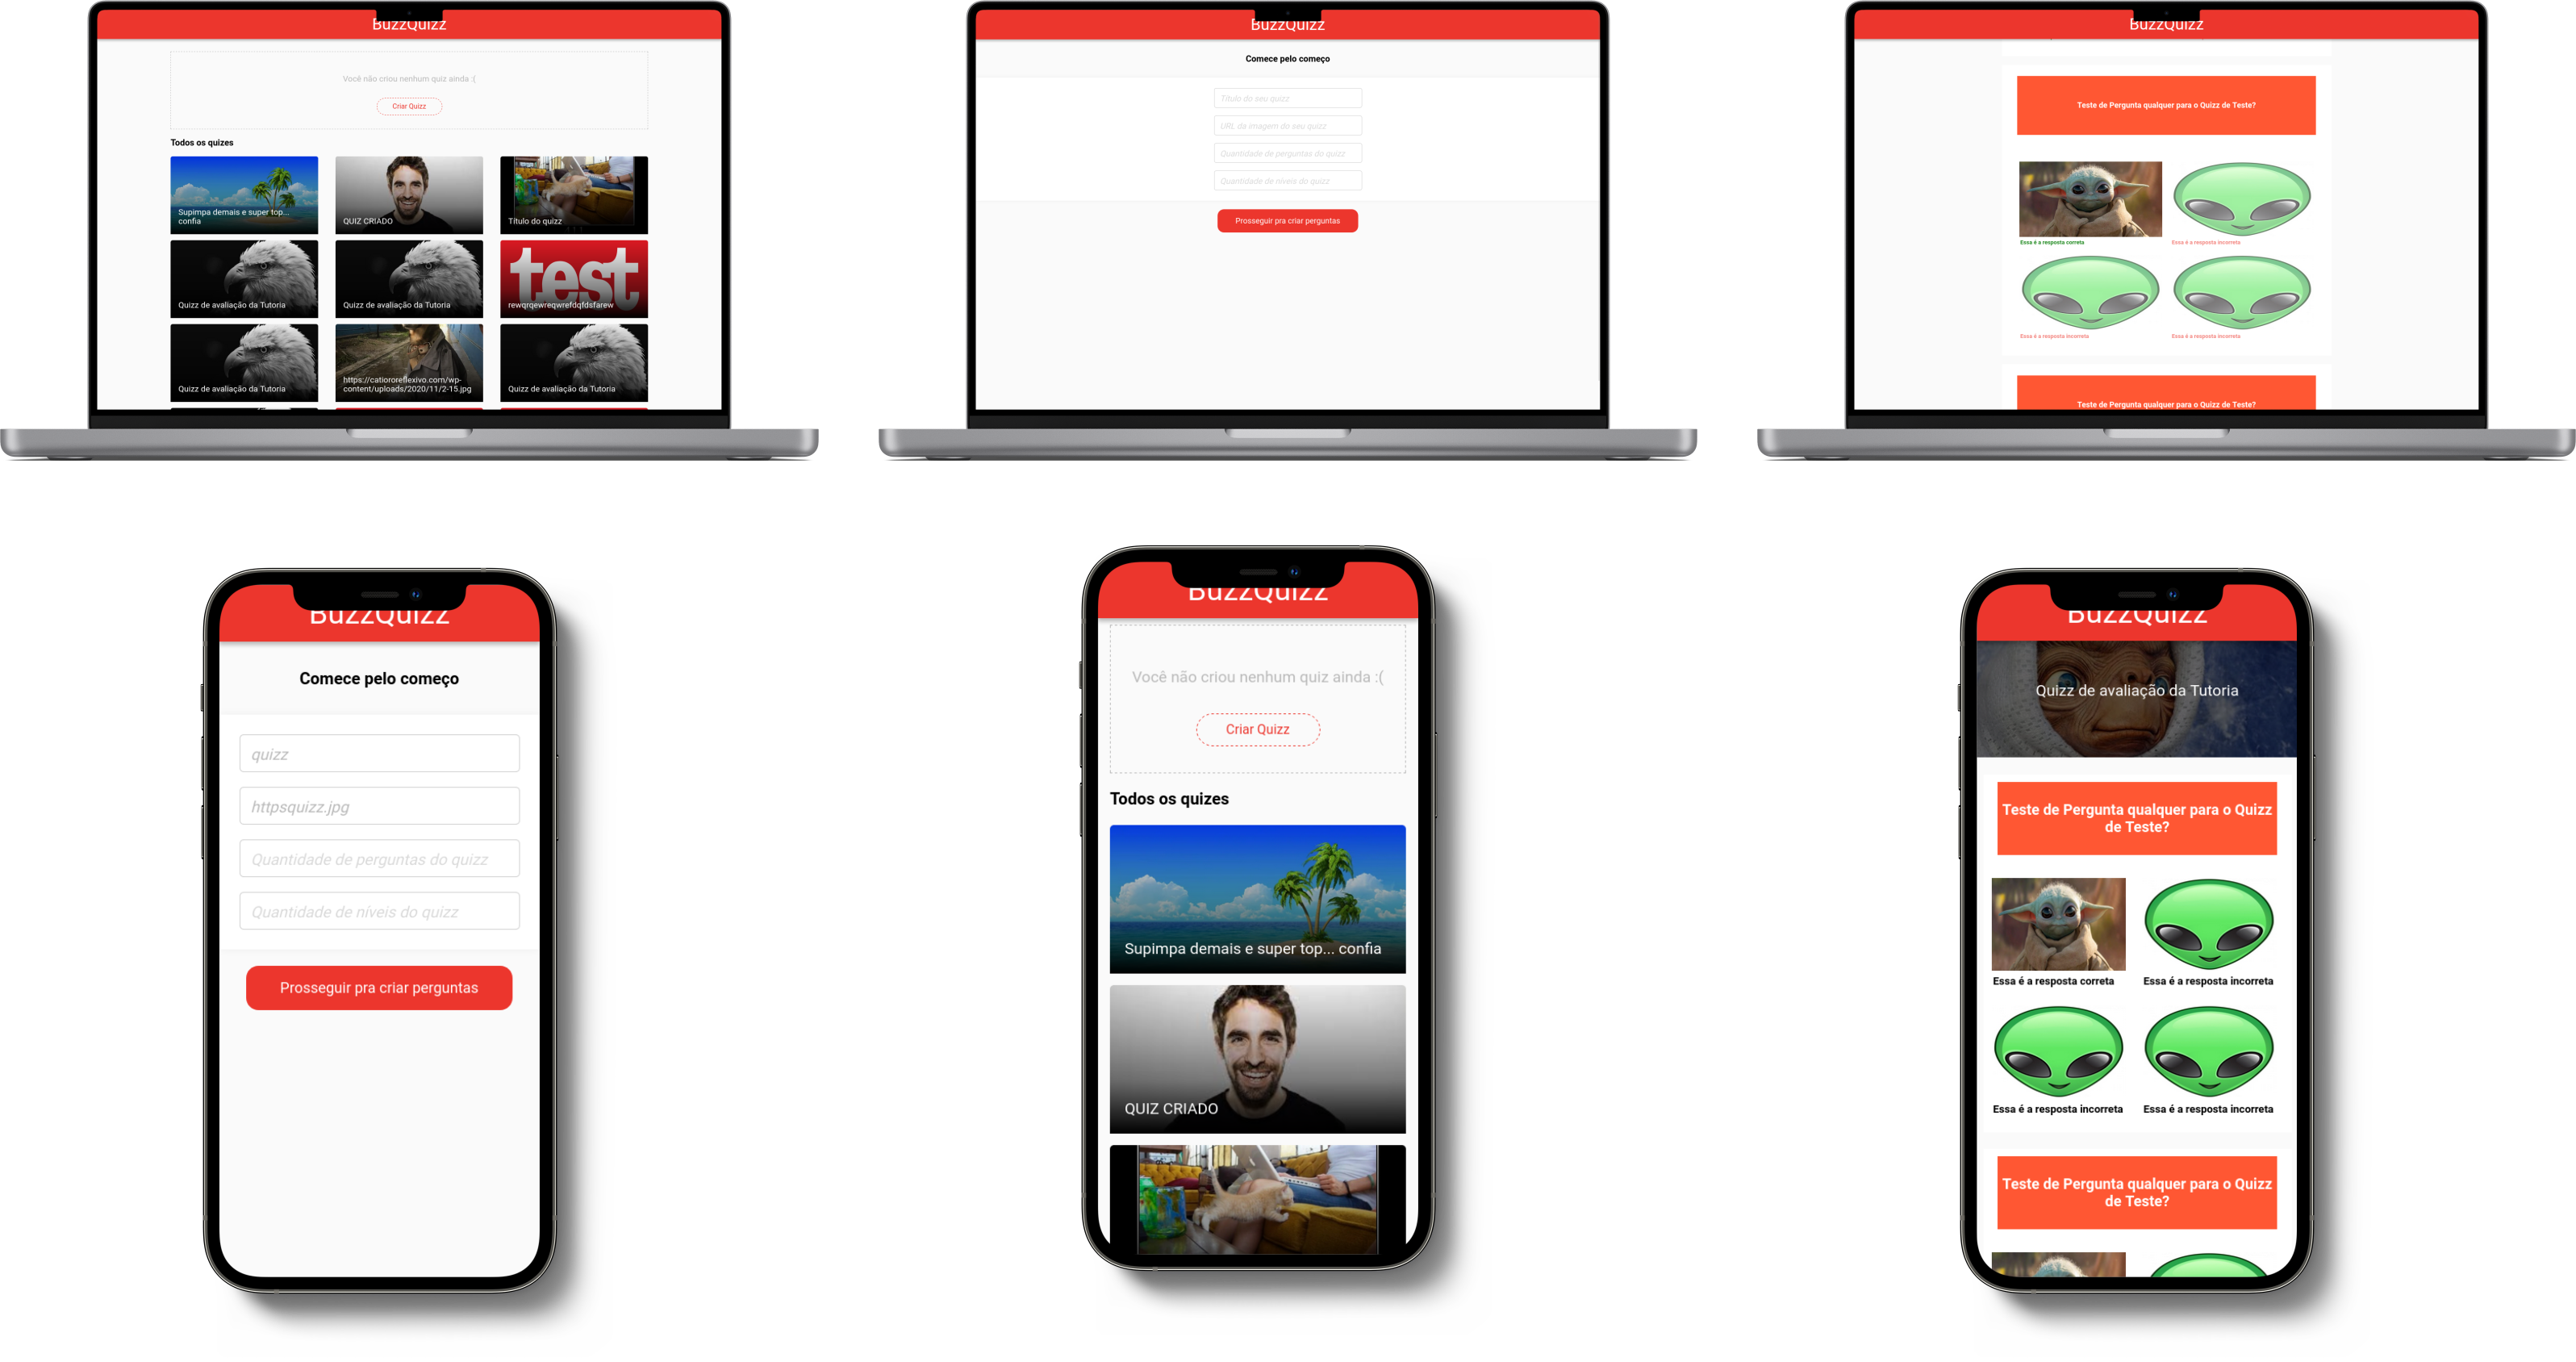 BuzzQuizz
Você não criou nenhum quiz ainda :(
Criar Quizz
Todos os quizes
Supimpa demais e super top...
confia
QUIZ CRIADO
Título do quizz
Quizz de avaliação da Tutoria
Quizz de avaliação da Tutoria
test
rewqrqewreqwrefdqfdsfarew
Quizz de avaliação da Tutoria
https://catiororeflexivo.com/wp-
content/uploads/2020/11/2-15.jpg
Quizz de avaliação da Tutoria
BuzzQuizz
Comece pelo começo
Título do seu quizz
URL da imagem do seu quizz
Quantidade de perguntas do quizz
Quantidade de níveis do quizz
Prosseguir pra criar perguntas
BuzzQuizz
Teste de Pergunta qualquer para o Quizz de Teste?
Essa é a resposta correta
Essa é a resposta incorreta
Essa é a resposta incorreta
Essa é a resposta incorreta
Teste de Pergunta qualquer para o Quizz de Teste?
BuzzQuizz
Comece pelo começo
quizz
httpsquizz.jpg
Quantidade de perguntas do quizz
Quantidade de níveis do quizz
Prosseguir pra criar perguntas
BuzzQuizz
Você não criou nenhum quiz ainda :(
Criar Quizz
Todos os quizes
Supimpa demais e super top... confia
QUIZ CRIADO
BuzzQuizz
Quizz de avaliação da Tutoria
Teste de Pergunta qualquer para o Quizz
de Teste?
Essa é a resposta correta
Essa é a resposta incorreta
Essa é a resposta incorreta
Essa é a resposta incorreta
Teste de Pergunta qualquer para o Quizz
de Teste?